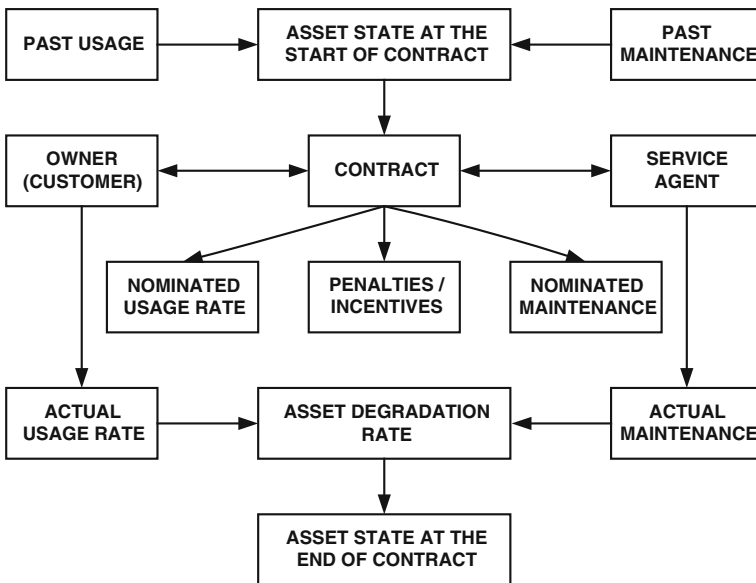 PAST USAGE
ASSET STATE AT THE
START OF CONTRACT
PAST
MAINTENANCE
OWNER
(CUSTOMER)
CONTRACT
SERVICE
AGENT
NOMINATED
USAGE RATE
PENALTIES /
INCENTIVES
NOMINATED
MAINTENANCE
ACTUAL
USAGE RATE
ASSET DEGRADATION
RATE
ACTUAL
MAINTENANCE
ASSET STATE AT THE
END OF CONTRACT